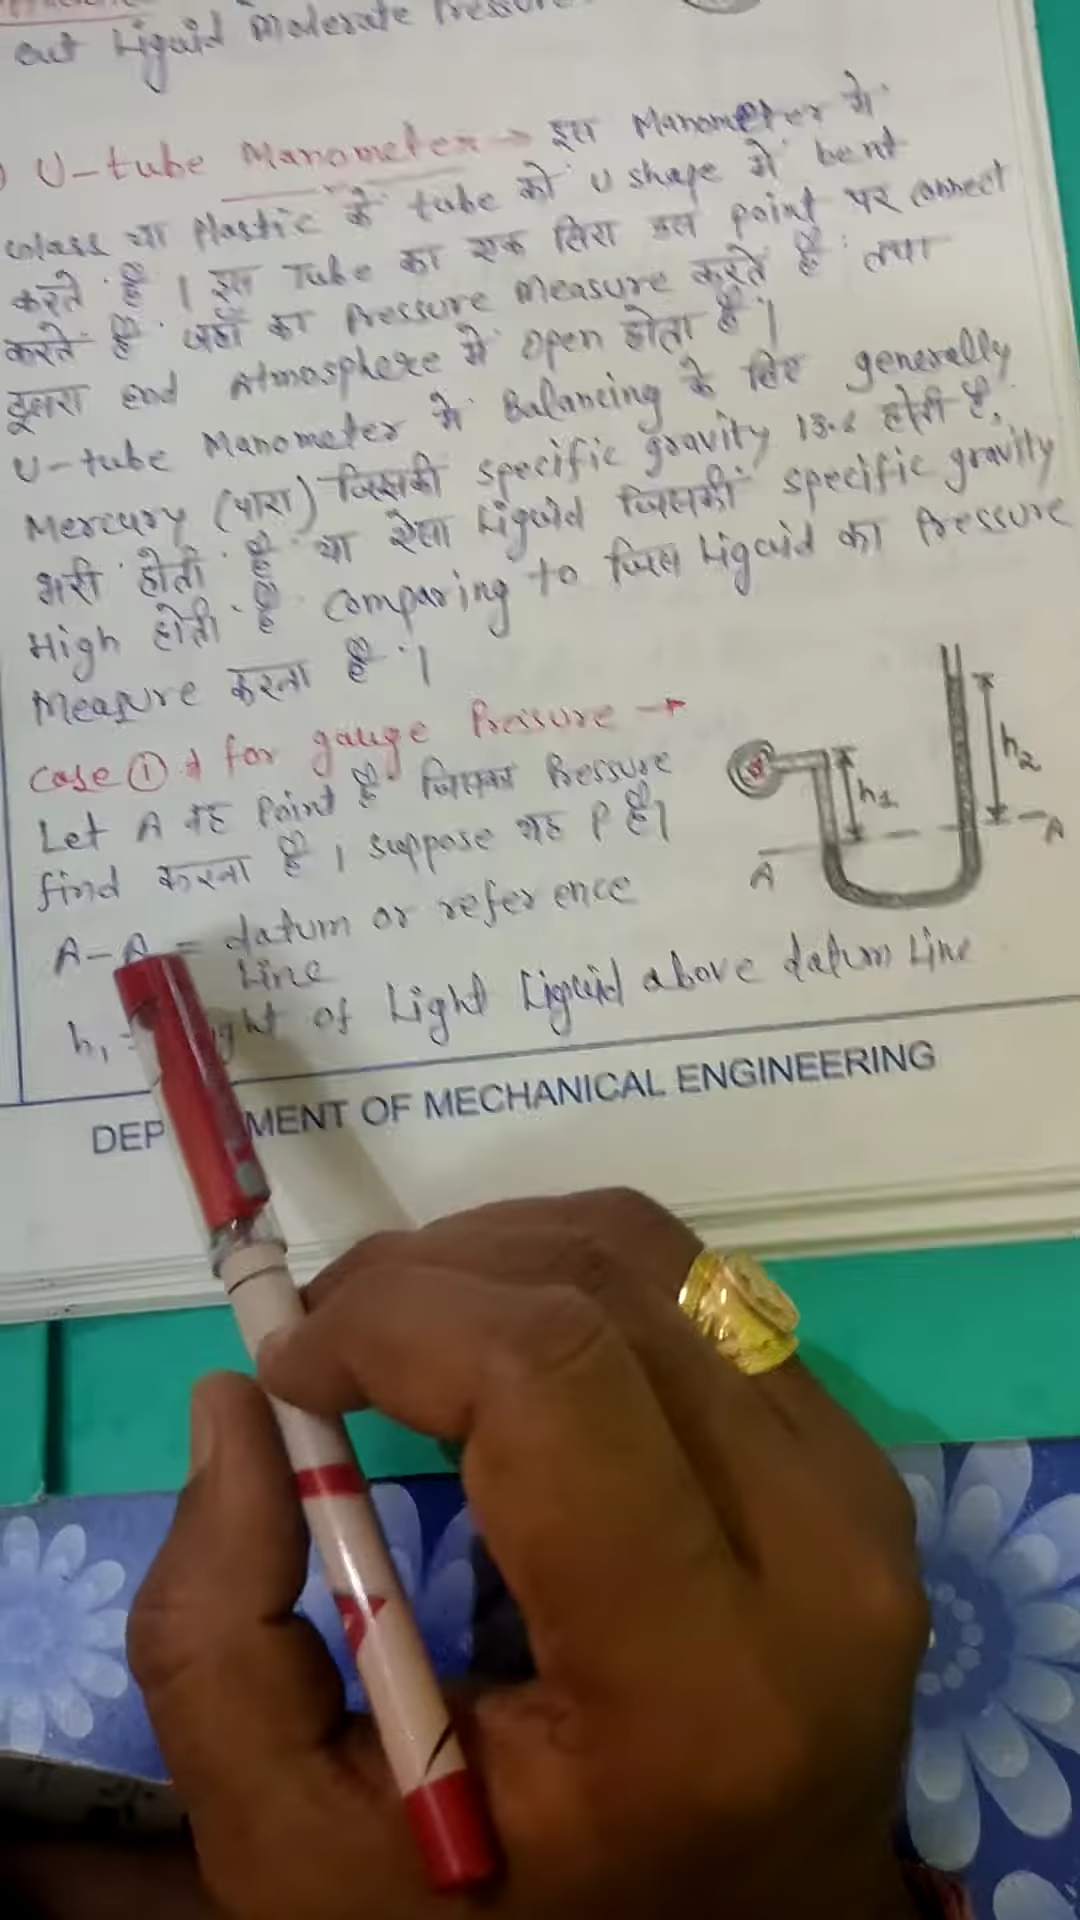 out Liquid Moderate Pressure
U-tube Manometer → इस Manometer में
Glass या Plastic के tube को U shape में bent
करते हैं । इस Tube का एक सिरा उस point पर connect
करते हैं जहाँ का Pressure Measure करते हैं तथा
दूसरा end Atmosphere में open होता है ।
U-tube Manometer में Balancing के लिए generally
Mercury (पारा) जिसकी specific gravity 13.6 होती है,
भरी होती है या ऐसा Liquid जिसकी specific gravity
High होती है comparing to जिस Liquid का Pressure
Measure करना है ।
Case ① for gauge Pressure →
Let A वह Point है जिसका Pressure
find करना है । suppose यह P है।
A-A = datum or reference
Line
h₁ = of Light Liquid above datum Line
h₁
h₂
A
A
DEP MENT OF MECHANICAL ENGINEERING